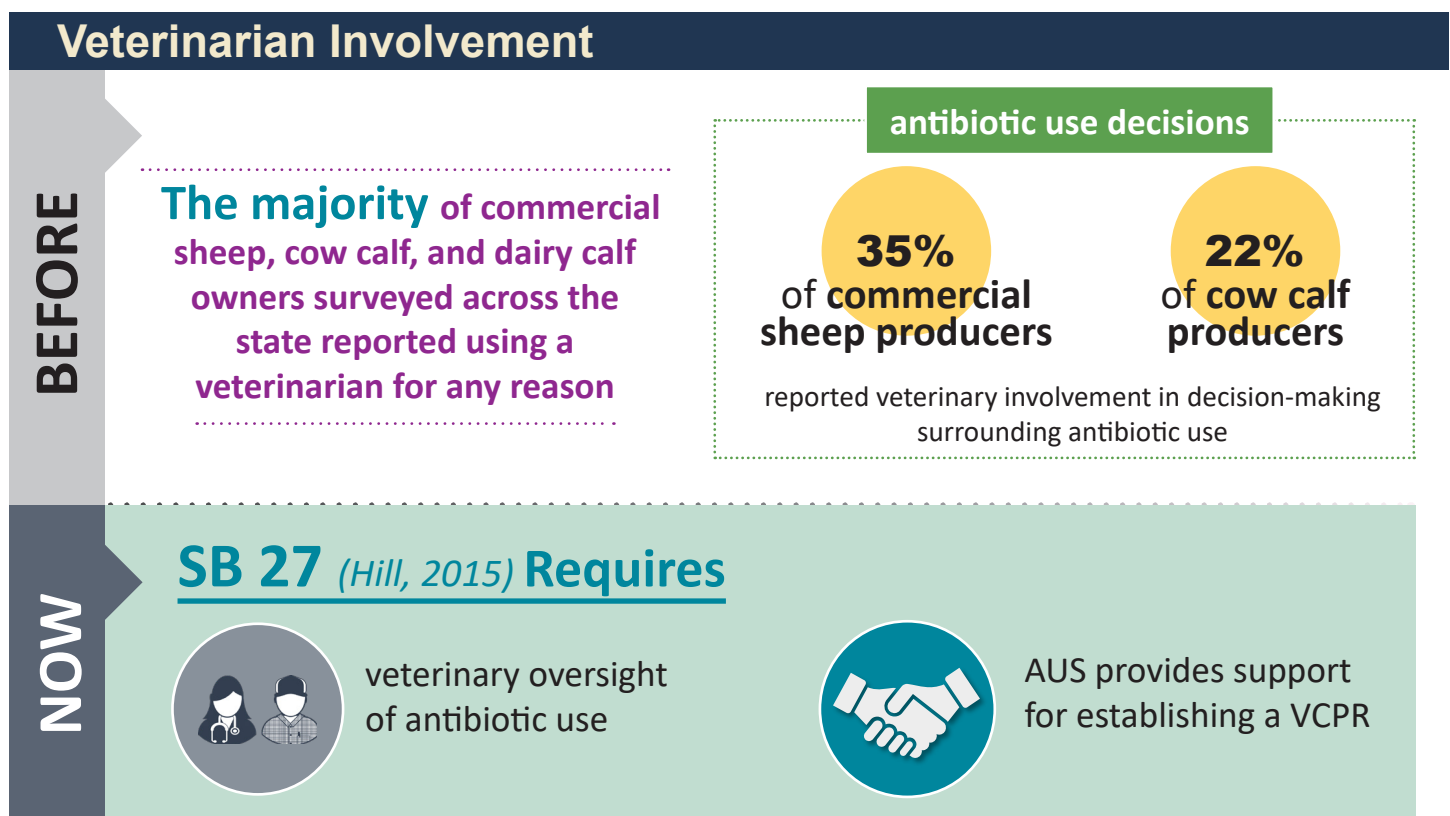 Veterinarian Involvement
BEFORE
The majority of commercial
sheep, cow calf, and dairy calf
owners surveyed across the
state reported using a
veterinarian for any reason
antibiotic use decisions
35%
of commercial
sheep producers
22%
of cow calf
producers
reported veterinary involvement in decision-making
surrounding antibiotic use
NOW
SB 27 (Hill, 2015) Requires
veterinary oversight
of antibiotic use
AUS provides support
for establishing a VCPR